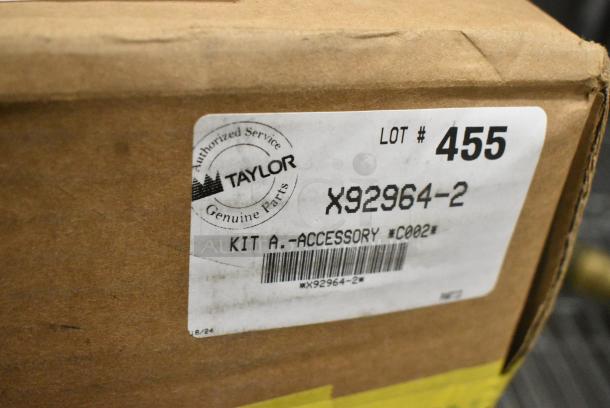 Authorized Service
TAYLOR
Genuine Parts
LOT # 455
X92964-2
KIT A.-ACCESSORY *C002*
*X92964-2*